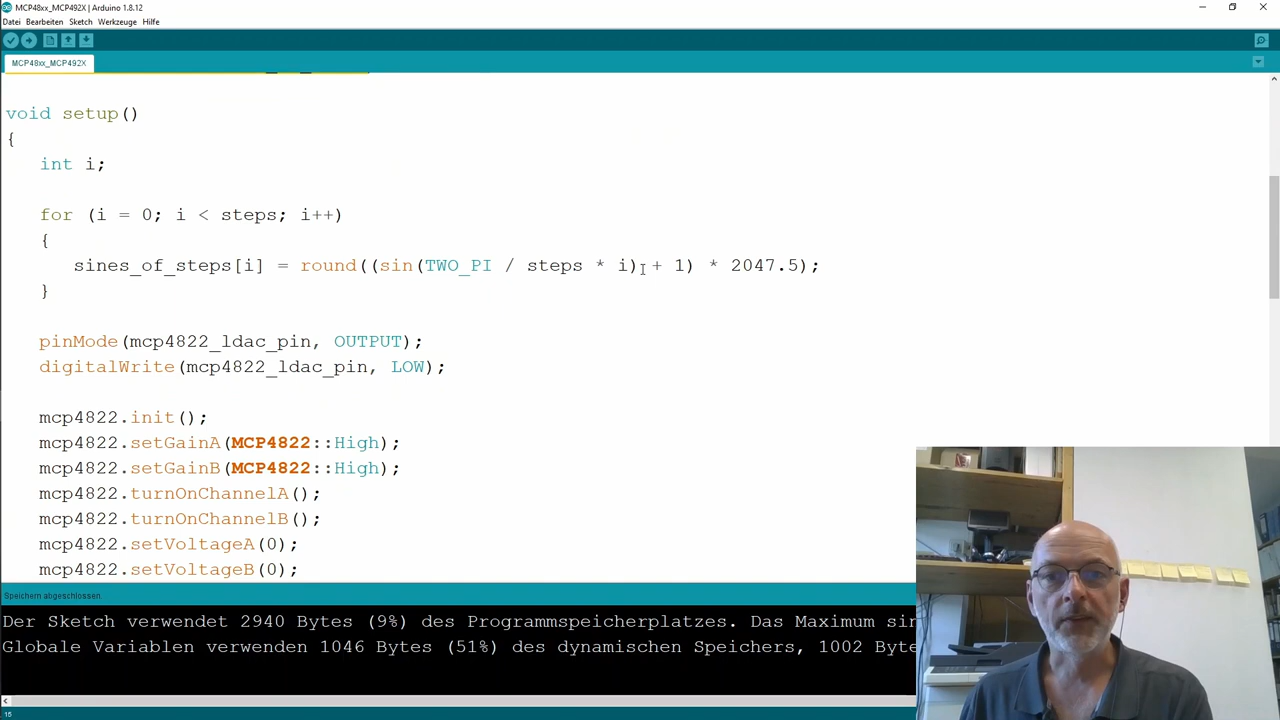 MCP48xx_MCP492X | Arduino 1.8.12
Datei Bearbeiten Sketch Werkzeuge Hilfe
MCP48xx_MCP492X
void setup()
{
int i;
for (i = 0; i < steps; i++)
{
sines_of_steps[i] = round((sin(TWO_PI / steps * i) + 1) * 2047.5);
}
pinMode(mcp4822_ldac_pin, OUTPUT);
digitalWrite(mcp4822_ldac_pin, LOW);
mcp4822.init();
mcp4822.setGainA(MCP4822::High);
mcp4822.setGainB(MCP4822::High);
mcp4822.turnOnChannelA();
mcp4822.turnOnChannelB();
mcp4822.setVoltageA(0);
mcp4822.setVoltageB(0);
Speichern abgeschlossen.
Der Sketch verwendet 2940 Bytes (9%) des Programmspeicherplatzes. Das Maximum sin
Globale Variablen verwenden 1046 Bytes (51%) des dynamischen Speichers, 1002 Byte